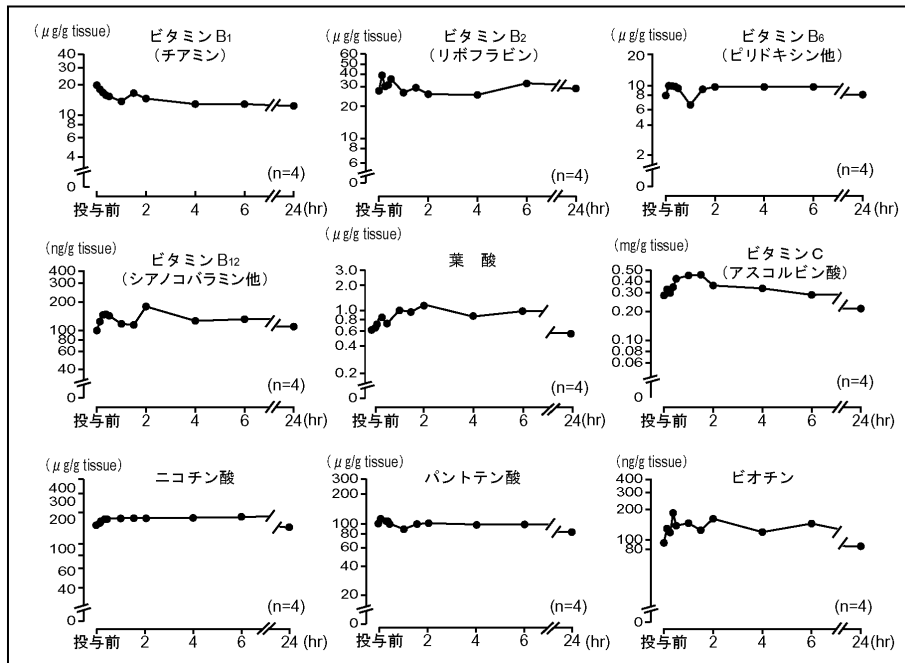 (μg/g tissue)
ビタミン B1
(チアミン)
40
30
20
10
8
6
4
0
(n=4)
投与前 2 4 6 24 (hr)
(μg/g tissue)
ビタミン B2
(リボフラビン)
60
50
40
30
20
10
8
6
0
(n=4)
投与前 2 4 6 24 (hr)
(μg/g tissue)
ビタミン B6
(ピリドキシン他)
20
10
8
6
4
2
0
(n=4)
投与前 2 4 6 24 (hr)
(ng/g tissue)
ビタミン B12
(シアノコバラミン他)
400
300
200
100
80
60
40
0
(n=4)
投与前 2 4 6 24 (hr)
(μg/g tissue)
葉 酸
3.0
2.0
1.0
0.8
0.6
0.4
0.2
0
(n=4)
投与前 2 4 6 24 (hr)
(mg/g tissue)
ビタミン C
(アスコルビン酸)
0.50
0.40
0.30
0.20
0.10
0.08
0.06
0
(n=4)
投与前 2 4 6 24 (hr)
(μg/g tissue)
ニコチン酸
400
300
200
100
80
60
40
0
(n=4)
投与前 2 4 6 24 (hr)
(μg/g tissue)
パントテン酸
300
200
100
80
60
40
20
0
(n=4)
投与前 2 4 6 24 (hr)
(ng/g tissue)
ビオチン
400
300
200
100
80
0
(n=4)
投与前 2 4 6 24 (hr)